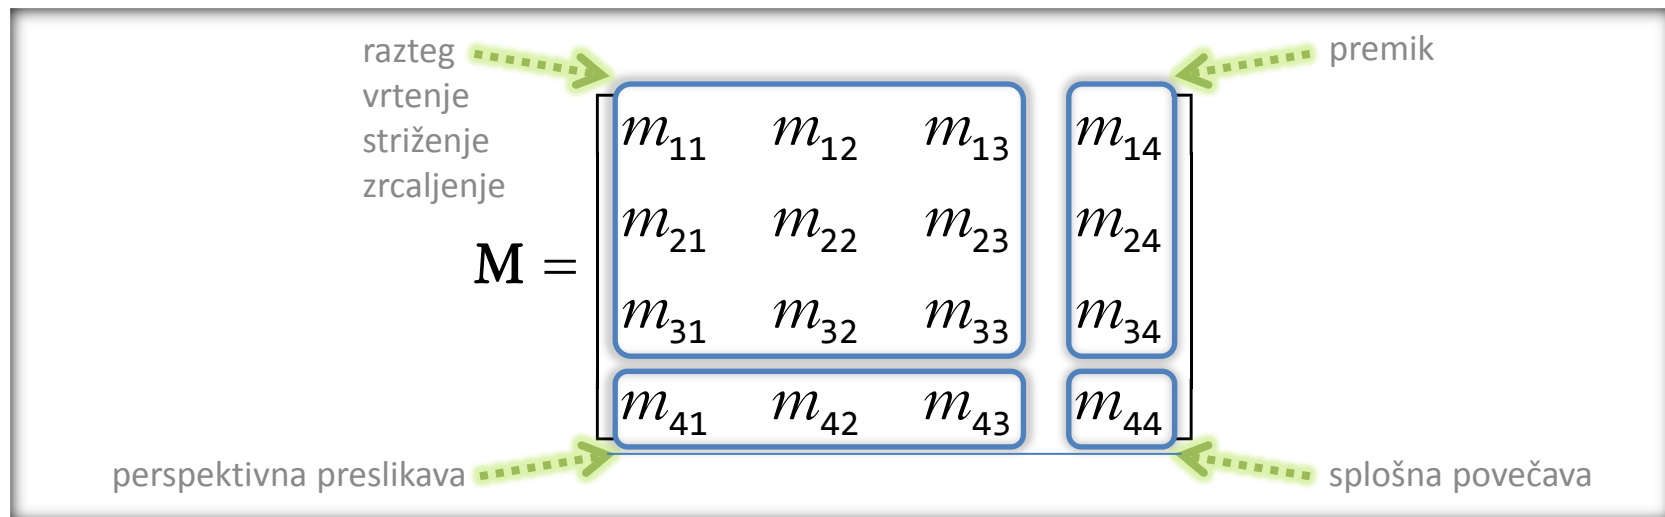 razteg
premik
vrtenje
striženje
zrcaljenje
M =
m11 m12 m13 m14
m21 m22 m23 m24
m31 m32 m33 m34
m41 m42 m43 m44
perspektivna preslikava
splošna povečava